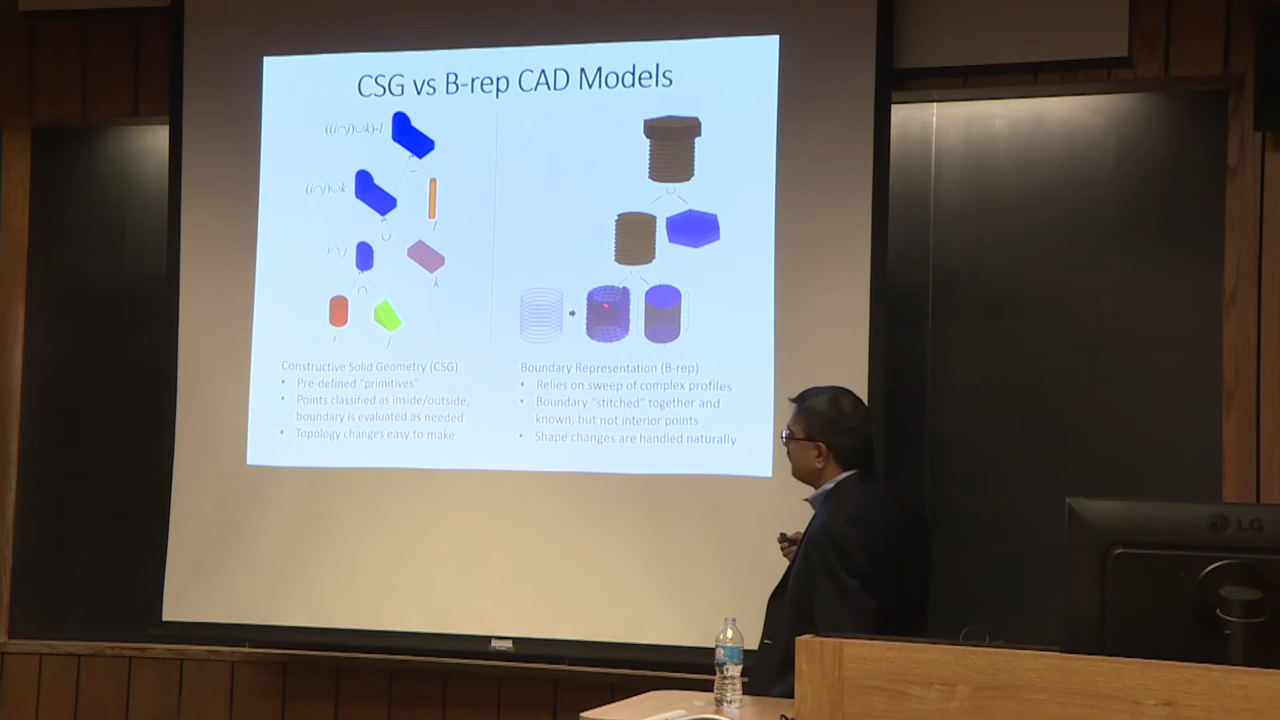 CSG vs B-rep CAD Models
((i∩j)∪k)-l
(i∩j)∪k
l
i∩j
∪
k
∩
i
j
∪
∪
Constructive Solid Geometry (CSG)
• Pre-defined "primitives"
• Points classified as inside/outside,
boundary is evaluated as needed
• Topology changes easy to make
Boundary Representation (B-rep)
• Relies on sweep of complex profiles
• Boundary "stitched" together and
known, but not interior points
• Shape changes are handled naturally
LG